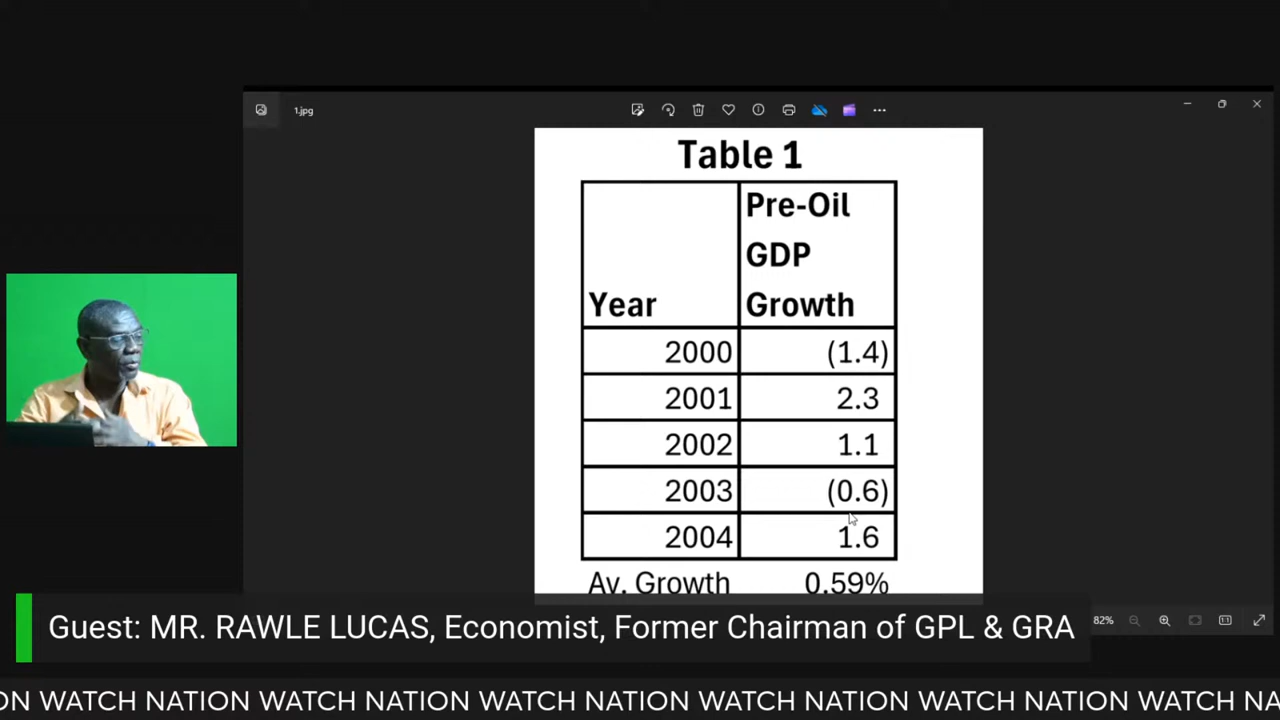 1.jpg
Table 1
Year Pre-Oil GDP Growth
2000 (1.4)
2001 2.3
2002 1.1
2003 (0.6)
2004 1.6
Av. Growth 0.59%
82%
Guest: MR. RAWLE LUCAS, Economist, Former Chairman of GPL & GRA
ON WATCH NATION WATCH NATION WATCH NATION WATCH NATION WATCH NATION WATCH NA